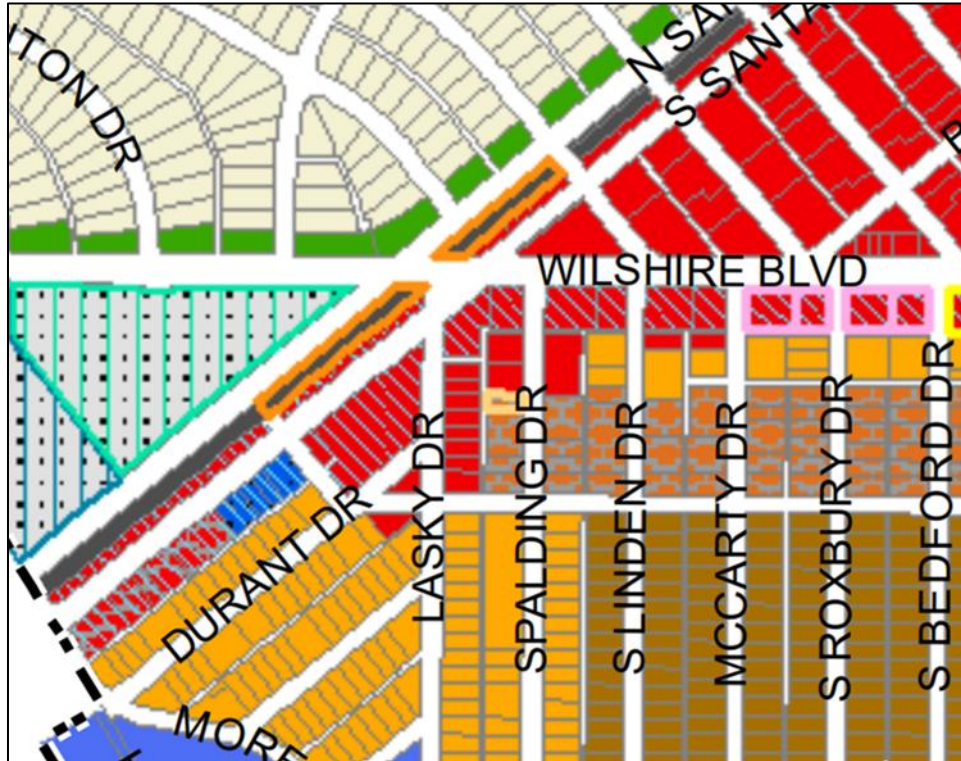 N SAN
S SANTA
TON DR
WILSHIRE BLVD
DURANT DR
LASKY DR
SPALDING DR
S LINDEN DR
MCCARTY DR
S ROXBURY DR
S BEDFORD DR
MORE